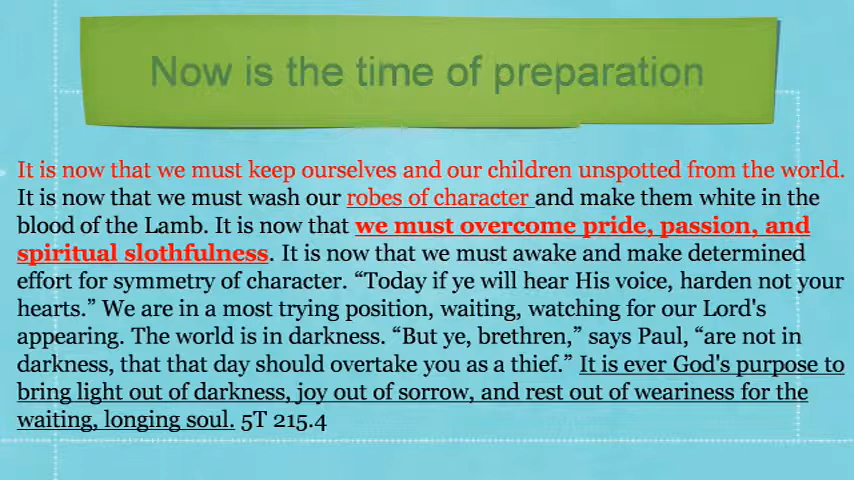 Now is the time of preparation
It is now that we must keep ourselves and our children unspotted from the world.
It is now that we must wash our robes of character and make them white in the
blood of the Lamb. It is now that we must overcome pride, passion, and
spiritual slothfulness. It is now that we must awake and make determined
effort for symmetry of character. “Today if ye will hear His voice, harden not your
hearts.” We are in a most trying position, waiting, watching for our Lord's
appearing. The world is in darkness. “But ye, brethren,” says Paul, “are not in
darkness, that that day should overtake you as a thief.” It is ever God's purpose to
bring light out of darkness, joy out of sorrow, and rest out of weariness for the
waiting, longing soul. 5T 215.4